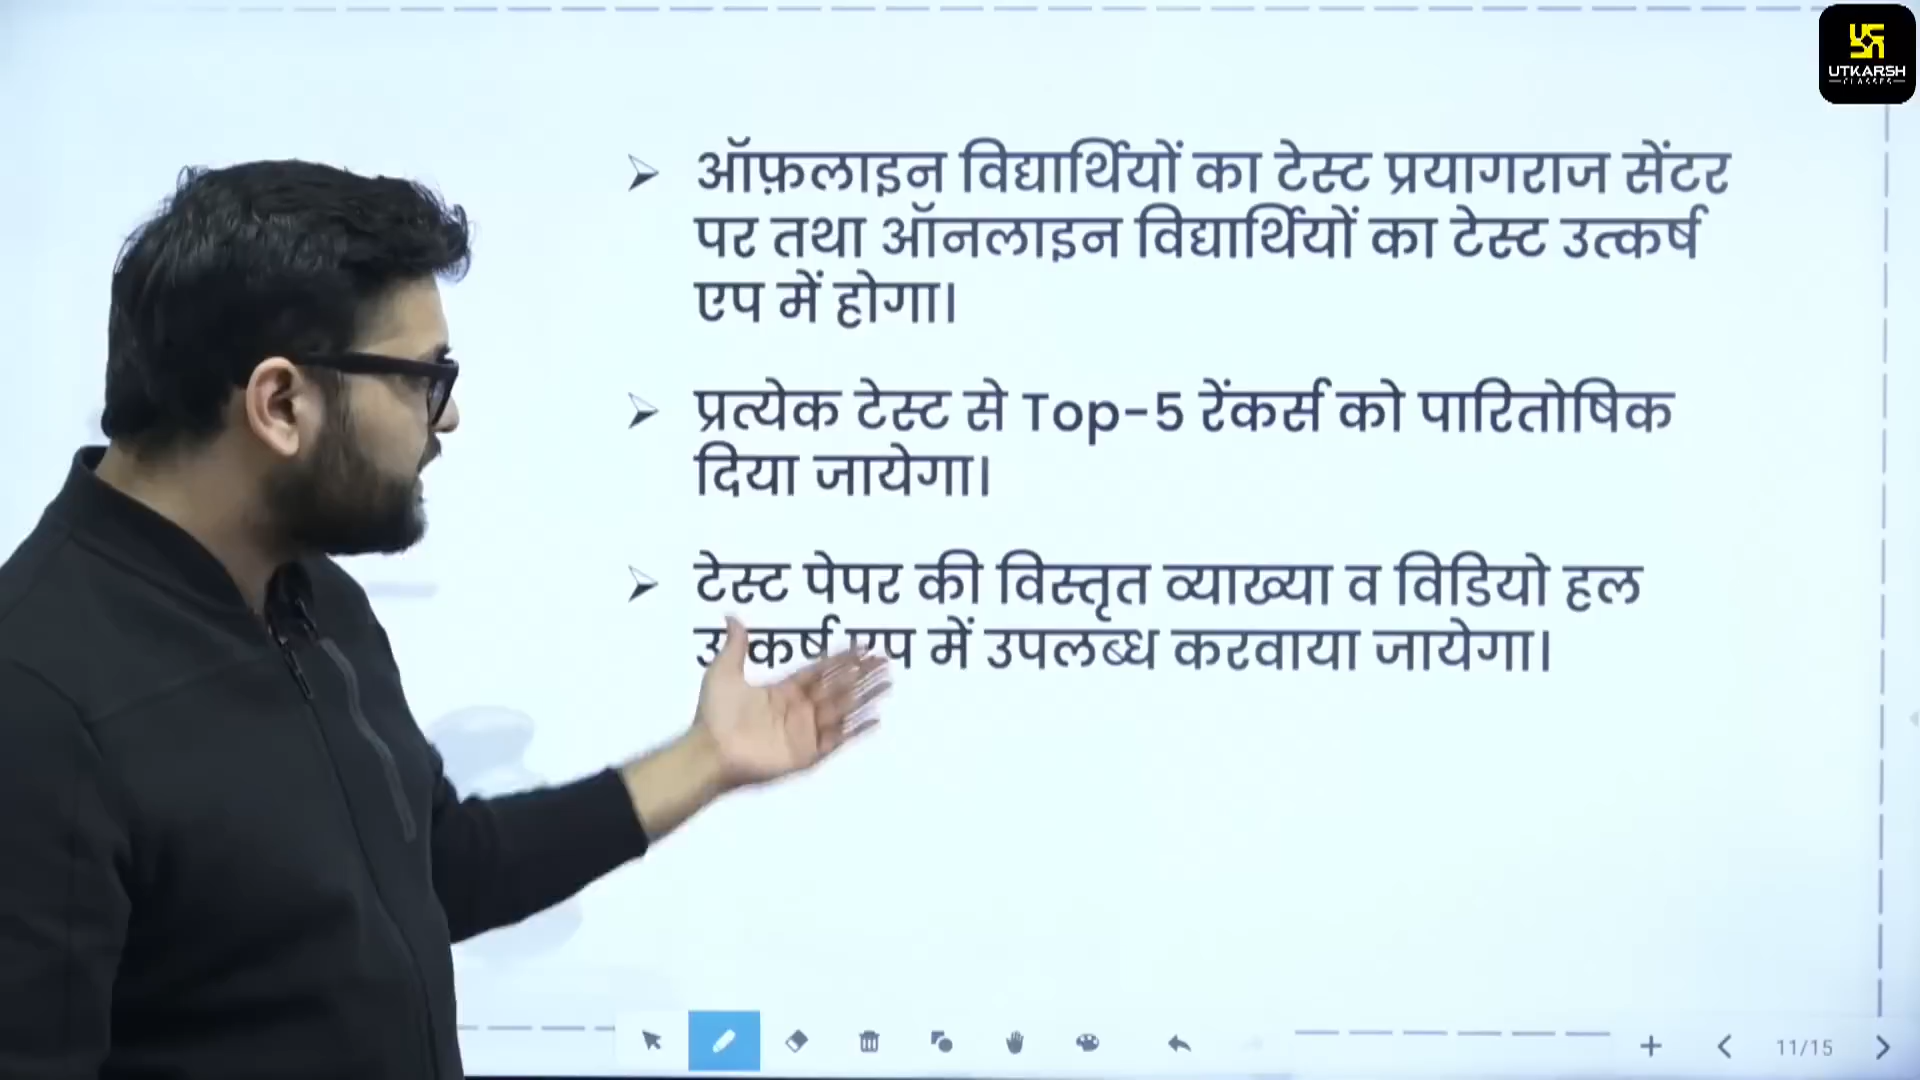 UTKARSH
CLASSES
ऑफ़लाइन विद्यार्थियों का टेस्ट प्रयागराज सेंटर
पर तथा ऑनलाइन विद्यार्थियों का टेस्ट उत्कर्ष
एप में होगा।
प्रत्येक टेस्ट से Top-5 रेंकर्स को पारितोषिक
दिया जायेगा।
टेस्ट पेपर की विस्तृत व्याख्या व विडियो हल
में उपलब्ध करवाया जायेगा।
11/15